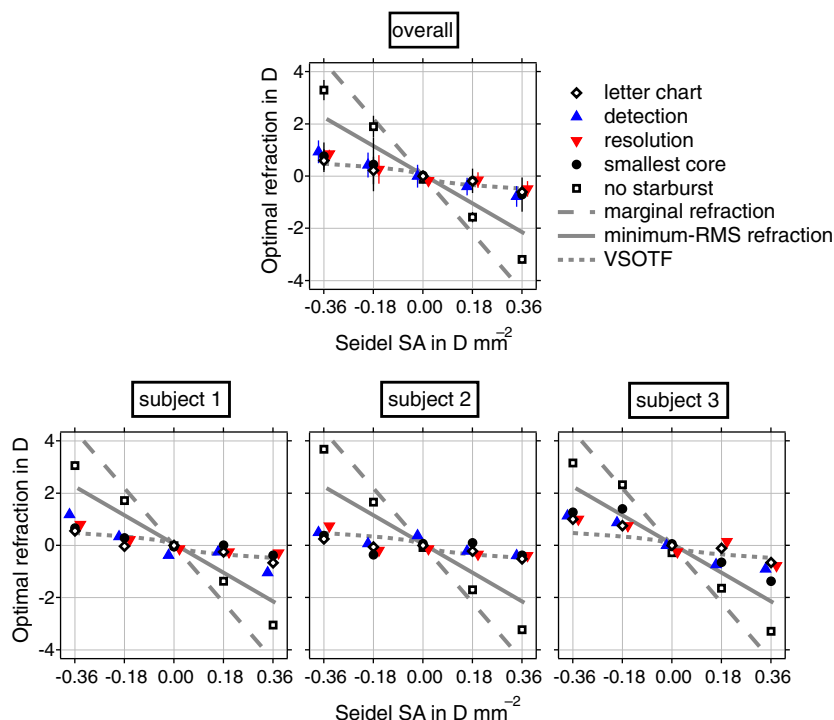 overall
Optimal refraction in D
4
2
0
-2
-4
-0.36 -0.18 0.00 0.18 0.36
Seidel SA in D mm−2
letter chart
detection
resolution
smallest core
no starburst
marginal refraction
minimum-RMS refraction
VSOTF
subject 1
subject 2
subject 3
Optimal refraction in D
4
2
0
-2
-4
-0.36 -0.18 0.00 0.18 0.36
-0.36 -0.18 0.00 0.18 0.36
-0.36 -0.18 0.00 0.18 0.36
Seidel SA in D mm−2